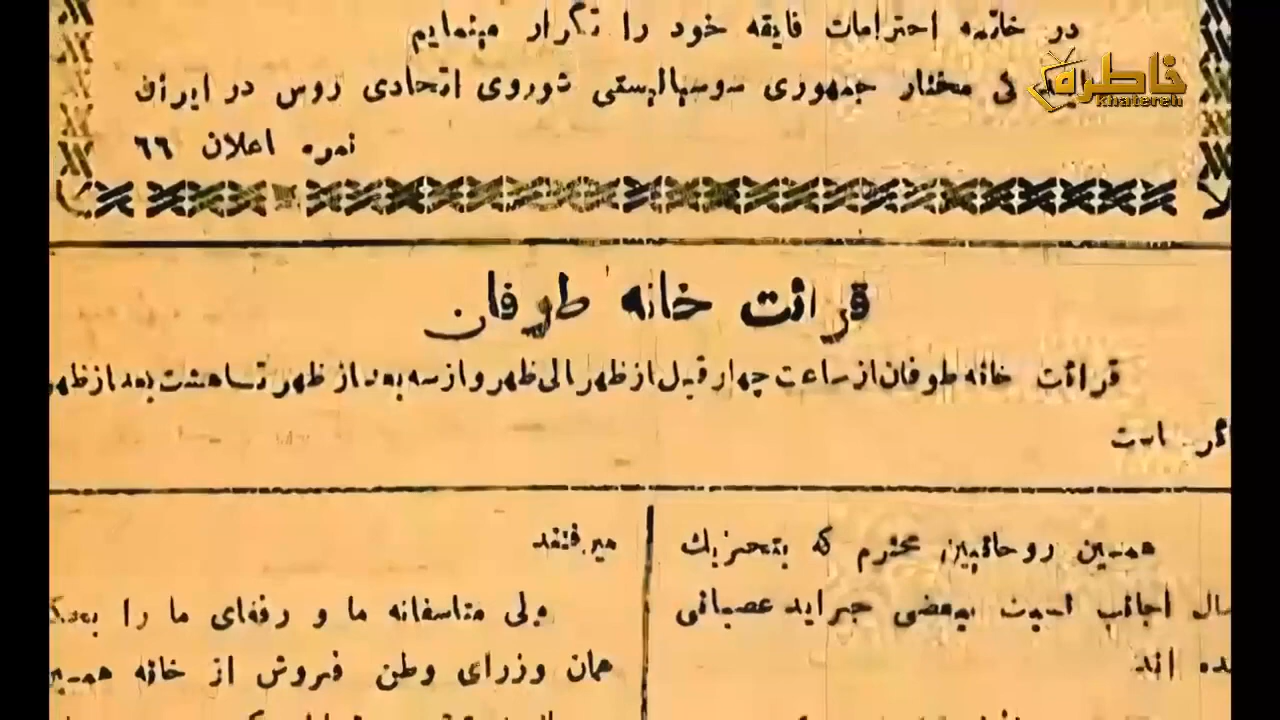 در خاتمه احترامات فایقه خود را تکرار مینمایم
خاطره
khatereh
مختار جمهوری سوسیالیستی شوروی اتحادی روس در ایران
نمره اعلان ٦٦
قرائت خانه طوفان
قرائت خانه طوفان از ساعت چهار قبل از ظهر الی ظهر و از سه بعد از ظهر تا هشت بعد از ظهر
است
همین روحانیین محترم که بتحریک
اجانب است بعضی جراید عصبانی
ده اند
میرفتند
ولی متاسفانه ما و رفقای ما را
همان وزرای وطن فروش از خانه